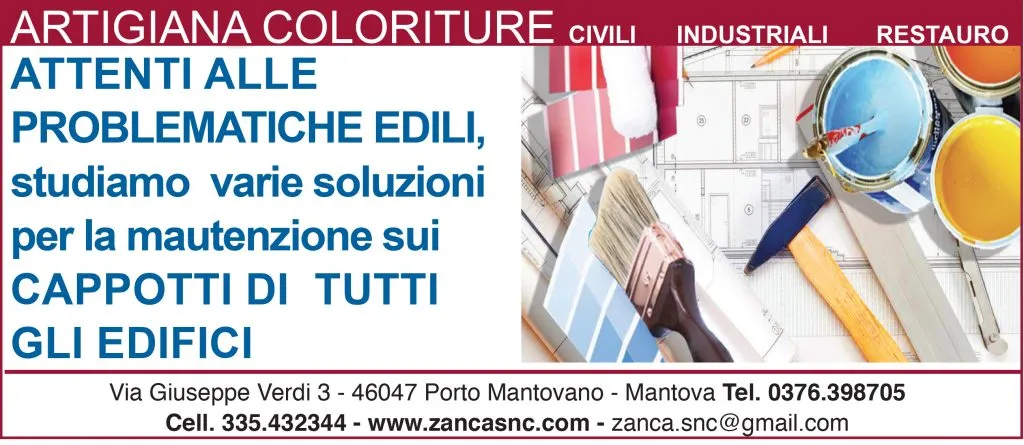 ARTIGIANA COLORITURE CIVILI INDUSTRIALI RESTAURO
ATTENTI ALLE
PROBLEMATICHE EDILI,
studiamo varie soluzioni
per la mautenzione sui
CAPPOTTI DI TUTTI
GLI EDIFICI
Via Giuseppe Verdi 3 - 46047 Porto Mantovano - Mantova Tel. 0376.398705
Cell. 335.432344 - www.zancasnc.com - zanca.snc@gmail.com